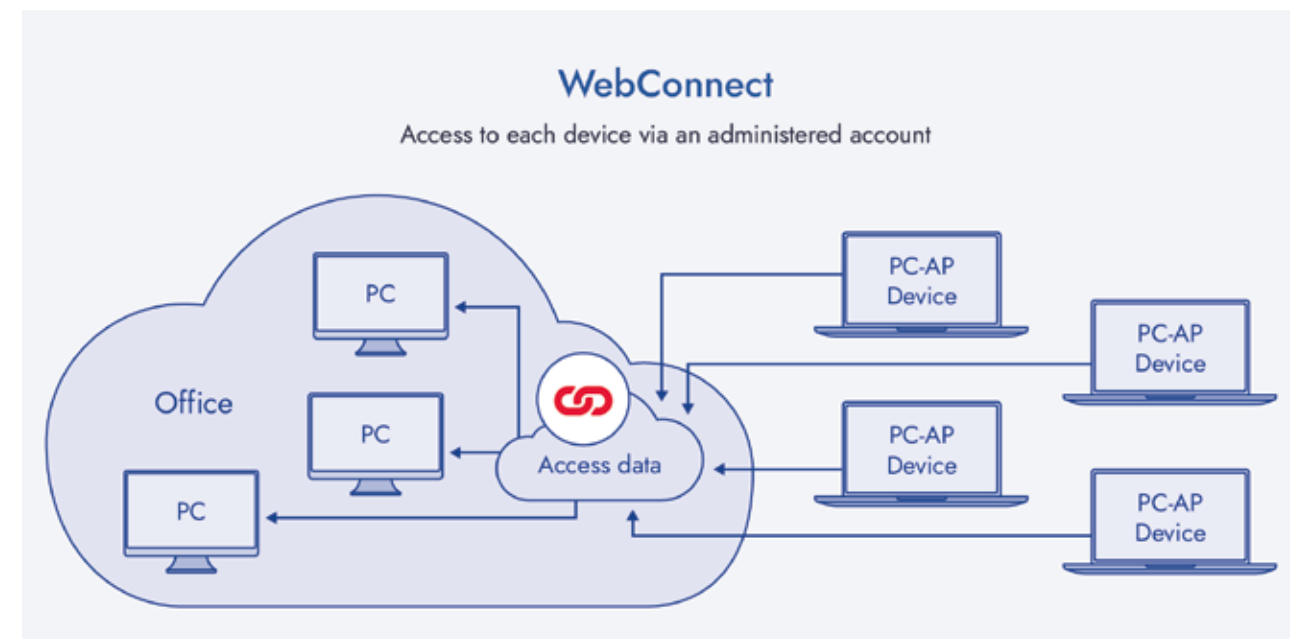 WebConnect
Access to each device via an administered account
PC-AP
Device
PC
PC-AP
Device
Office
PC
PC-AP
Device
Access data
PC
PC-AP
Device